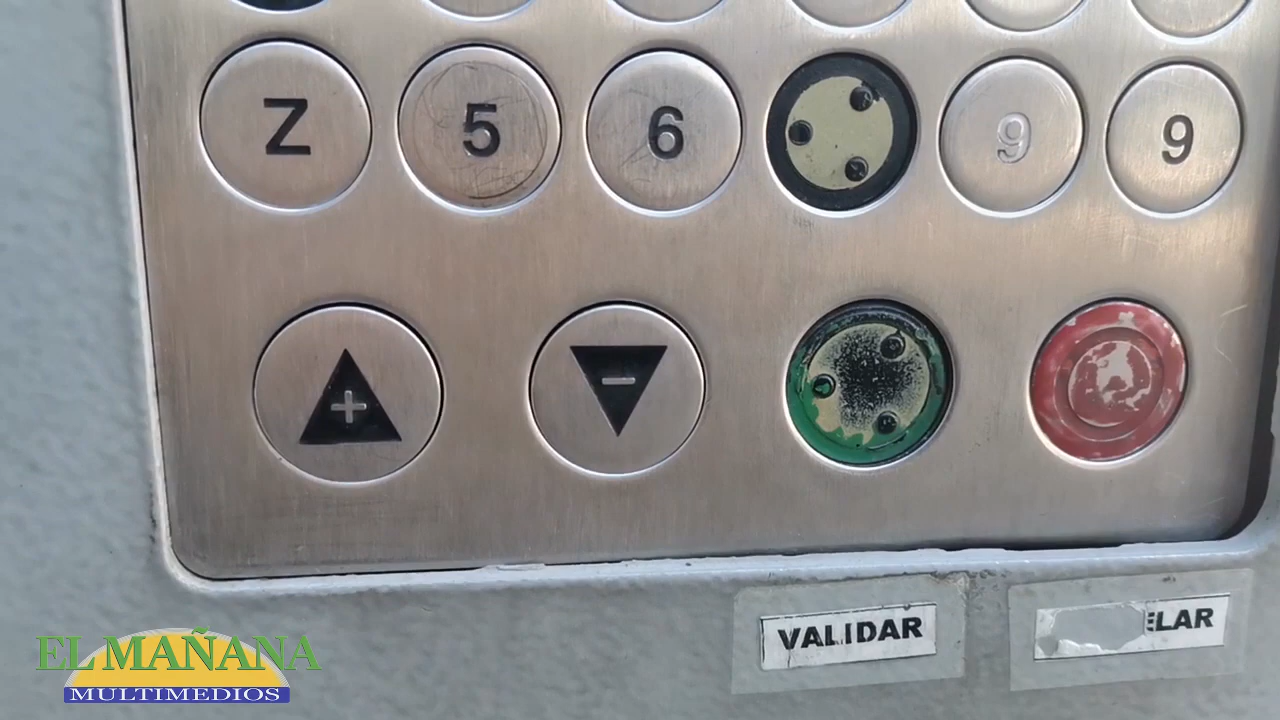 Z 5 6 9 9
+ -
VALIDAR ELAR
EL MAÑANA
MULTIMEDIOS